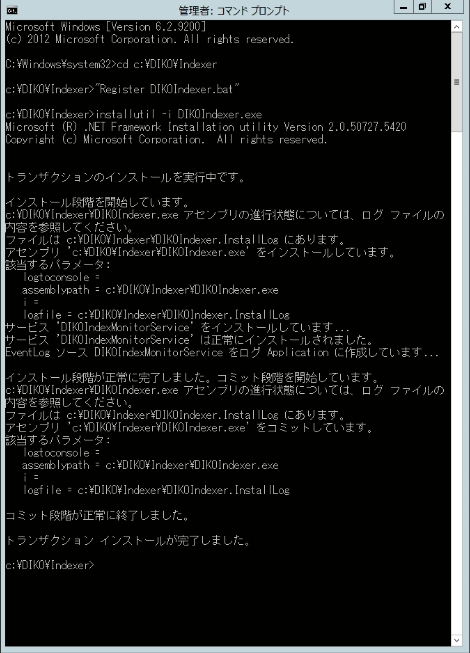 管理者: コマンド プロンプト
Microsoft Windows [Version 6.2.9200]
(c) 2012 Microsoft Corporation. All rights reserved.
C:¥Windows¥system32>cd c:¥DIKO¥Indexer
c:¥DIKO¥Indexer>"Register DIKOIndexer.bat"
c:¥DIKO¥Indexer>installutil -i DIKOIndexer.exe
Microsoft (R) .NET Framework Installation utility Version 2.0.50727.5420
Copyright (c) Microsoft Corporation.  All rights reserved.
トランザクションのインストールを実行中です。
インストール段階を開始しています。
c:¥DIKO¥Indexer¥DIKOIndexer.exe アセンブリの進行状態については、ログ ファイルの
内容を参照してください。
ファイルは c:¥DIKO¥Indexer¥DIKOIndexer.InstallLog にあります。
アセンブリ 'c:¥DIKO¥Indexer¥DIKOIndexer.exe' をインストールしています。
該当するパラメータ:
logtoconsole =
assemblypath = c:¥DIKO¥Indexer¥DIKOIndexer.exe
i =
logfile = c:¥DIKO¥Indexer¥DIKOIndexer.InstallLog
サービス 'DIKOIndexMonitorService' をインストールしています...
サービス 'DIKOIndexMonitorService' は正常にインストールされました。
EventLog ソース DIKOIndexMonitorService をログ Application に作成しています...
インストール段階が正常に完了しました。コミット段階を開始しています。
c:¥DIKO¥Indexer¥DIKOIndexer.exe アセンブリの進行状態については、ログ ファイルの
内容を参照してください。
ファイルは c:¥DIKO¥Indexer¥DIKOIndexer.InstallLog にあります。
アセンブリ 'c:¥DIKO¥Indexer¥DIKOIndexer.exe' をコミットしています。
該当するパラメータ:
logtoconsole =
assemblypath = c:¥DIKO¥Indexer¥DIKOIndexer.exe
i =
logfile = c:¥DIKO¥Indexer¥DIKOIndexer.InstallLog
コミット段階が正常に終了しました。
トランザクション インストールが完了しました。
c:¥DIKO¥Indexer>